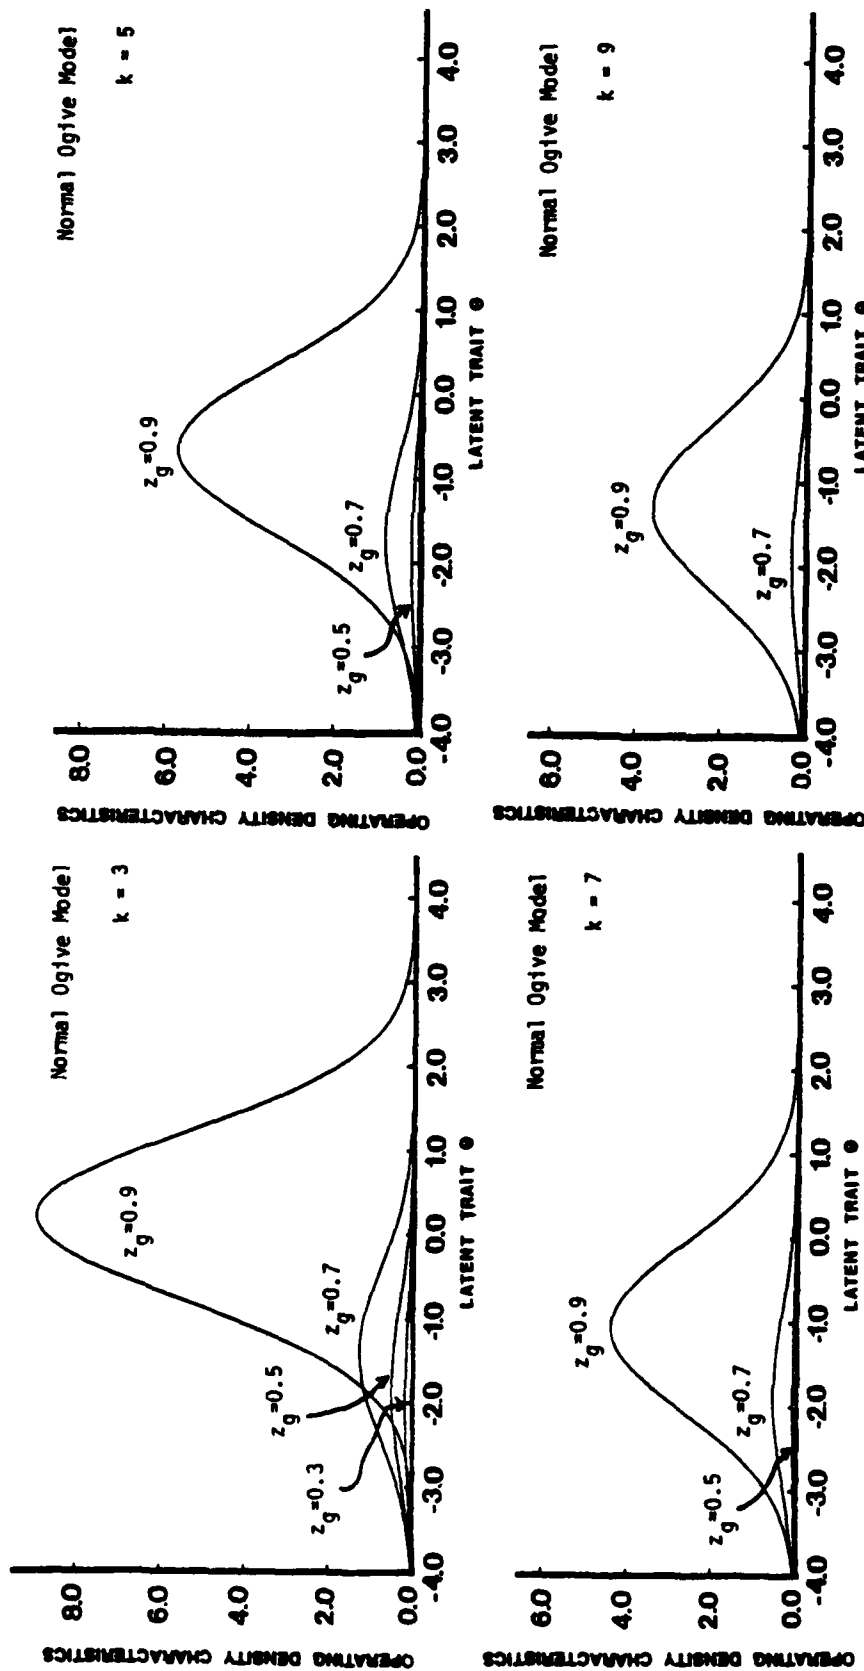 Normal Ogive Model
k = 3
OPERATING DENSITY CHARACTERISTICS
8.0
6.0
4.0
2.0
0.0
z_g=0.9
z_g=0.7
z_g=0.5
z_g=0.3
-4.0 -3.0 -2.0 -1.0 0.0 1.0 2.0 3.0 4.0
LATENT TRAIT θ
Normal Ogive Model
k = 5
OPERATING DENSITY CHARACTERISTICS
8.0
6.0
4.0
2.0
0.0
z_g=0.9
z_g=0.7
z_g=0.5
-4.0 -3.0 -2.0 -1.0 0.0 1.0 2.0 3.0 4.0
LATENT TRAIT θ
Normal Ogive Model
k = 7
OPERATING DENSITY CHARACTERISTICS
6.0
4.0
2.0
0.0
z_g=0.9
z_g=0.7
z_g=0.5
-4.0 -3.0 -2.0 -1.0 0.0 1.0 2.0 3.0 4.0
LATENT TRAIT θ
Normal Ogive Model
k = 9
OPERATING DENSITY CHARACTERISTICS
6.0
4.0
2.0
0.0
z_g=0.9
z_g=0.7
-4.0 -3.0 -2.0 -1.0 0.0 1.0 2.0 3.0 4.0
LATENT TRAIT θ